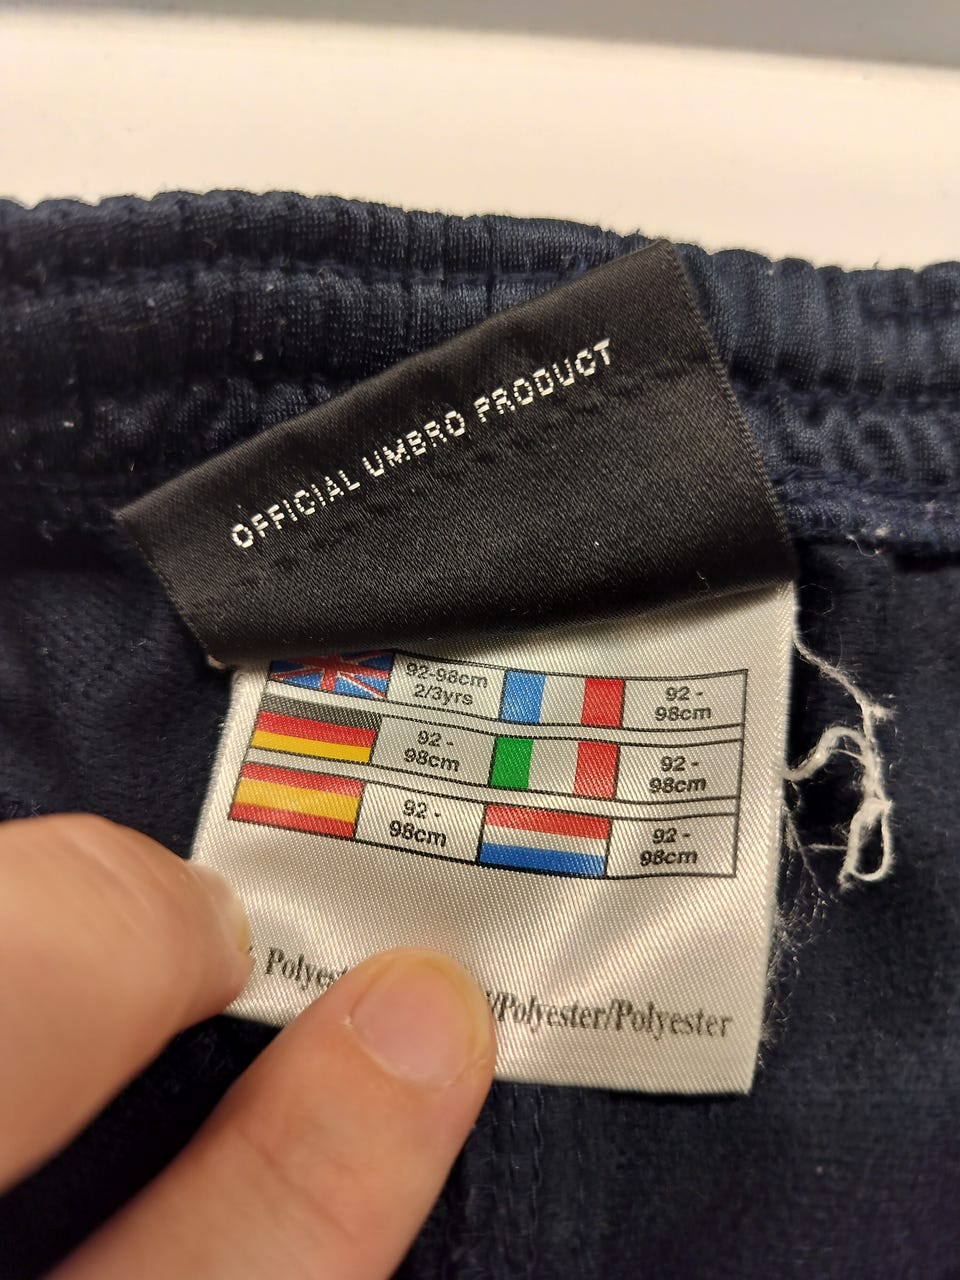 OFFICIAL UMBRO PRODUCT
92-98cm
2/3yrs
92 -
98cm
92 -
98cm
92 -
98cm
92 -
98cm
92 -
98cm
/Polyester/Polyester